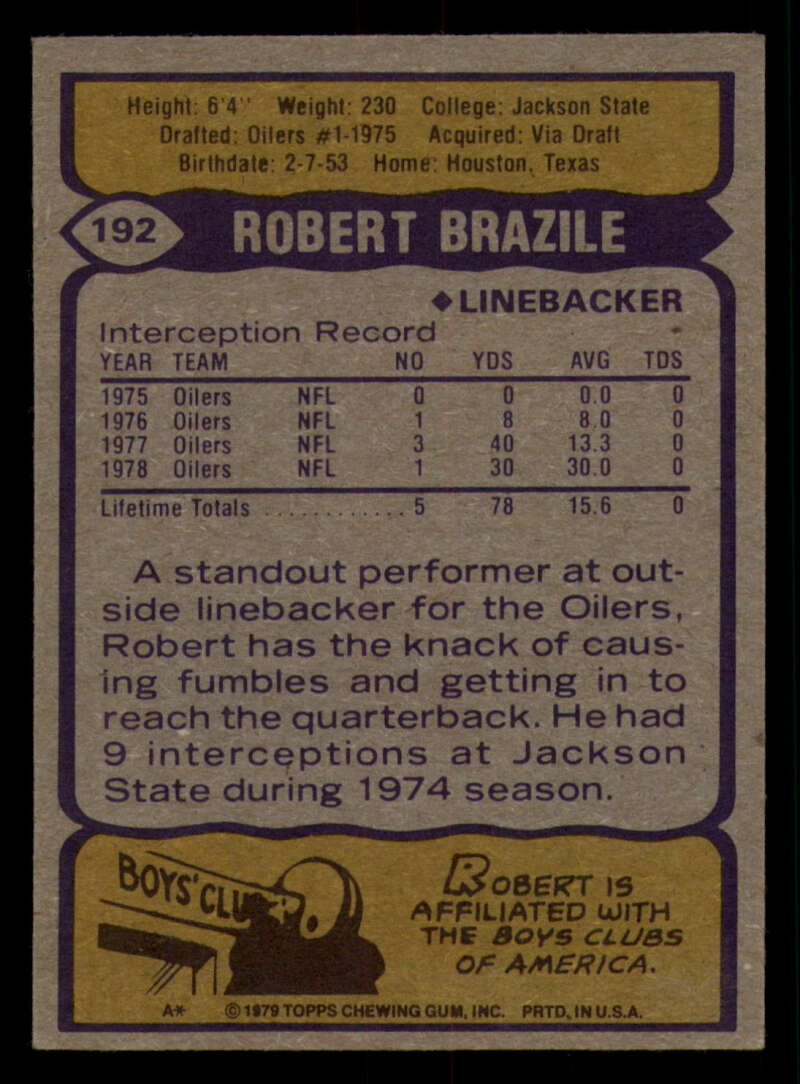 Height: 6'4" Weight: 230 College: Jackson State
Drafted: Oilers #1-1975 Acquired: Via Draft
Birthdate: 2-7-53 Home: Houston, Texas
192 ROBERT BRAZILE
◆LINEBACKER
Interception Record
YEAR TEAM NO YDS AVG TDS
1975 Oilers NFL 0 0 0.0 0
1976 Oilers NFL 1 8 8.0 0
1977 Oilers NFL 3 40 13.3 0
1978 Oilers NFL 1 30 30.0 0
Lifetime Totals ............ 5 78 15.6 0
A standout performer at out-
side linebacker for the Oilers,
Robert has the knack of caus-
ing fumbles and getting in to
reach the quarterback. He had
9 interceptions at Jackson
State during 1974 season.
BOYS' CLUB
ROBERT IS
AFFILIATED WITH
THE BOYS CLUBS
OF AMERICA.
A* ©1979 TOPPS CHEWING GUM, INC. PRTD. IN U.S.A.